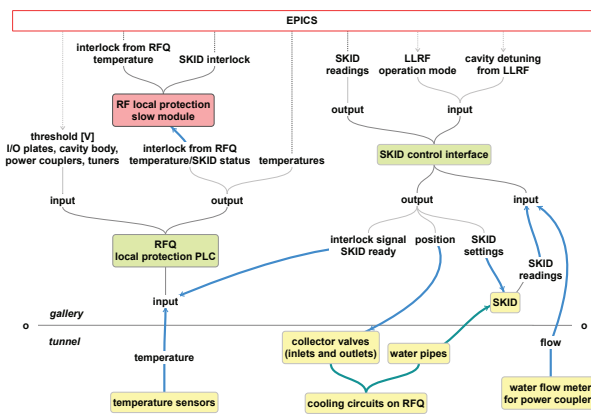 EPICS
interlock from RFQ
temperature
SKID interlock
SKID
readings
LLRF
operation mode
cavity detuning
from LLRF
RF local protection
slow module
output
input
threshold [V]
I/O plates, cavity body,
power couplers, tuners
interlock from RFQ
temperature/SKID status
temperatures
SKID control interface
input
output
output
input
RFQ
local protection PLC
interlock signal
SKID ready
position
SKID
settings
SKID
readings
input
SKID
gallery
o
o
tunnel
temperature
collector valves
(inlets and outlets)
water pipes
flow
temperature sensors
cooling circuits on RFQ
water flow meter
for power coupler